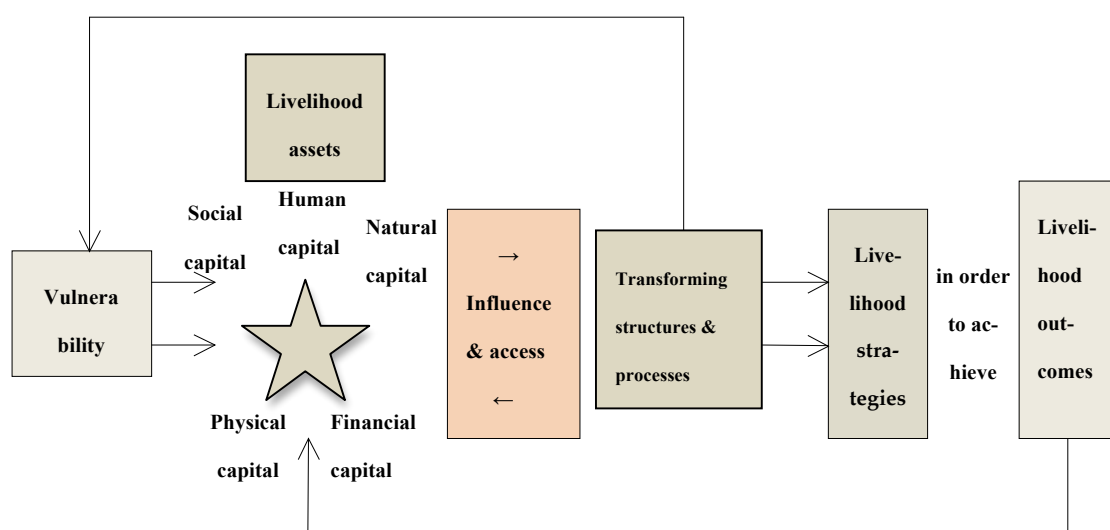 Livelihood
assets
Human
capital
Social
capital
Natural
capital
Vulnera
bility
Physical
capital
Financial
capital
→
Influence
& access
←
Transforming
structures &
processes
Live-
lihood
stra-
tegies
in order
to ac-
hieve
Liveli-
hood
out-
comes